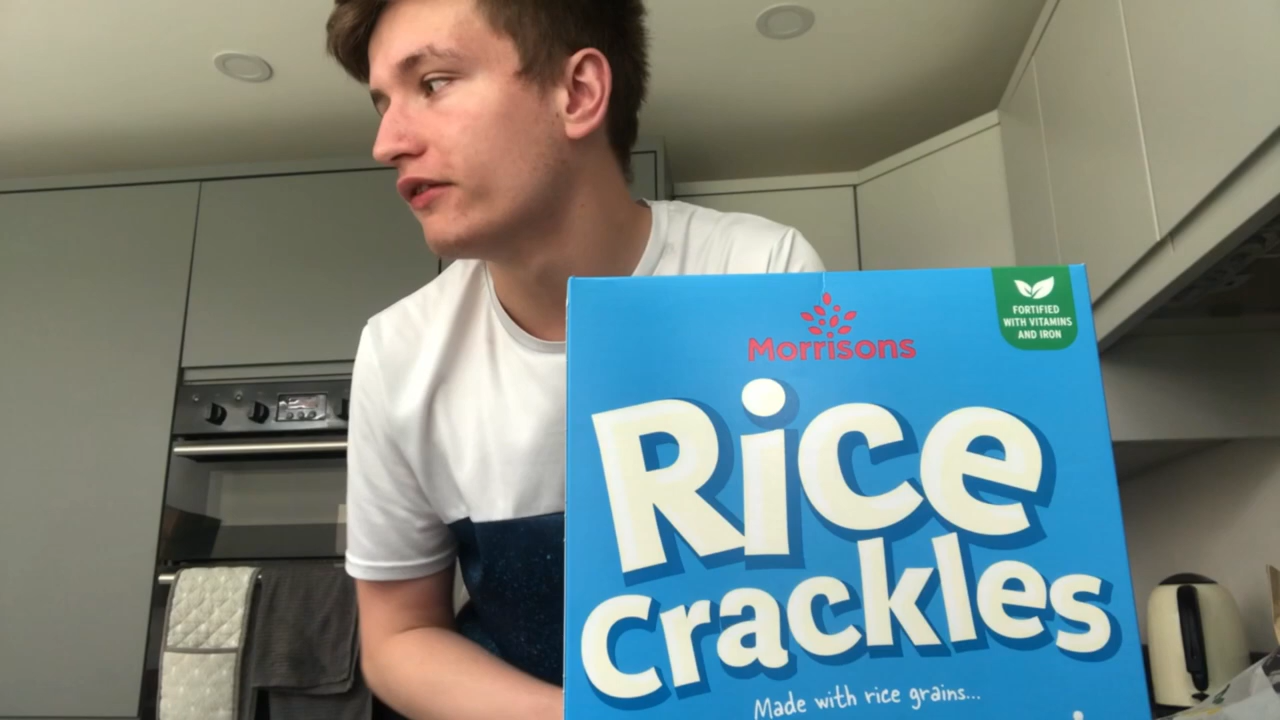 FORTIFIED
WITH VITAMINS
AND IRON
Morrisons
Rice
Crackles
Made with rice grains...